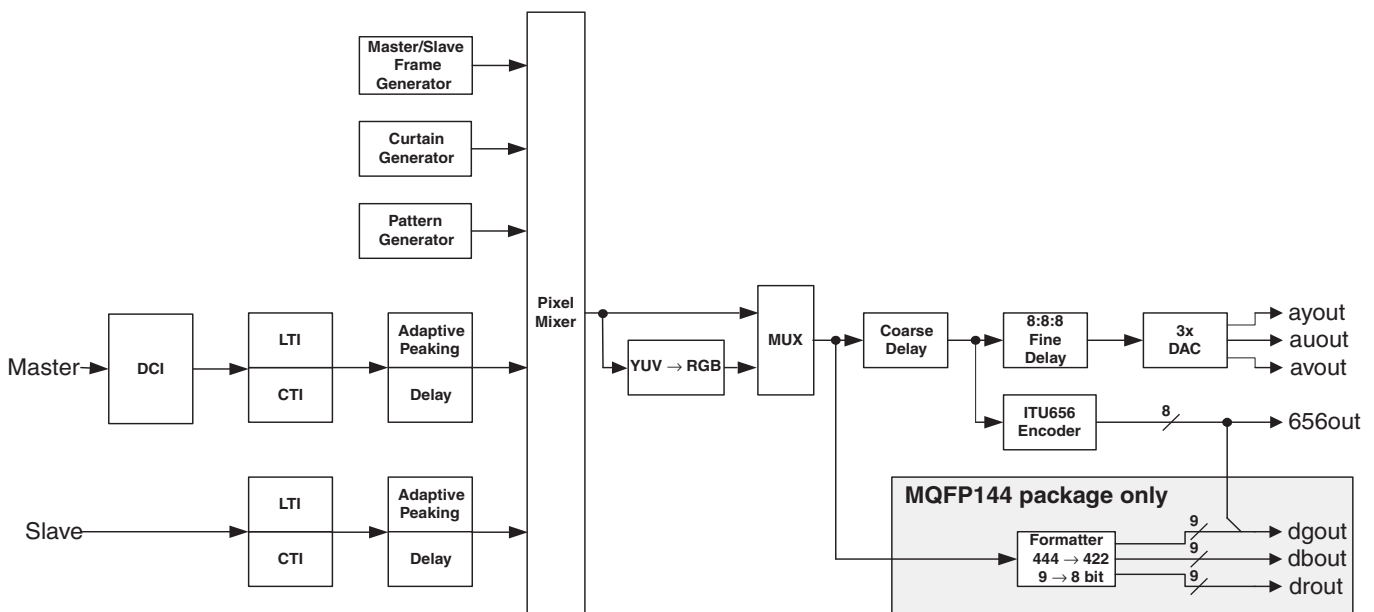 Master/Slave
Frame
Generator
Curtain
Generator
Pattern
Generator
Pixel
Mixer
Master
DCI
LTI
CTI
Adaptive
Peaking
Delay
YUV → RGB
MUX
Coarse
Delay
8:8:8
Fine
Delay
3x
DAC
ayout
auout
avout
ITU656
Encoder
8
656out
Slave
LTI
CTI
Adaptive
Peaking
Delay
MQFP144 package only
Formatter
444 → 422
9 → 8 bit
9
9
9
dgout
dbout
drout